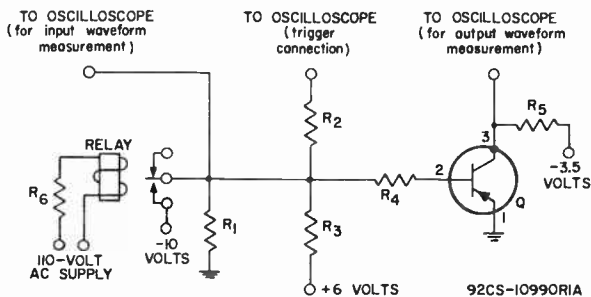 TO OSCILLOSCOPE
(for input waveform
measurement)
TO OSCILLOSCOPE
(trigger
connection)
TO OSCILLOSCOPE
(for output waveform
measurement)
R2
R5
3
-3.5
VOLTS
RELAY
R6
2
R4
Q
1
R1
R3
-10
VOLTS
110-VOLT
AC SUPPLY
+6 VOLTS
92CS-10990R1A